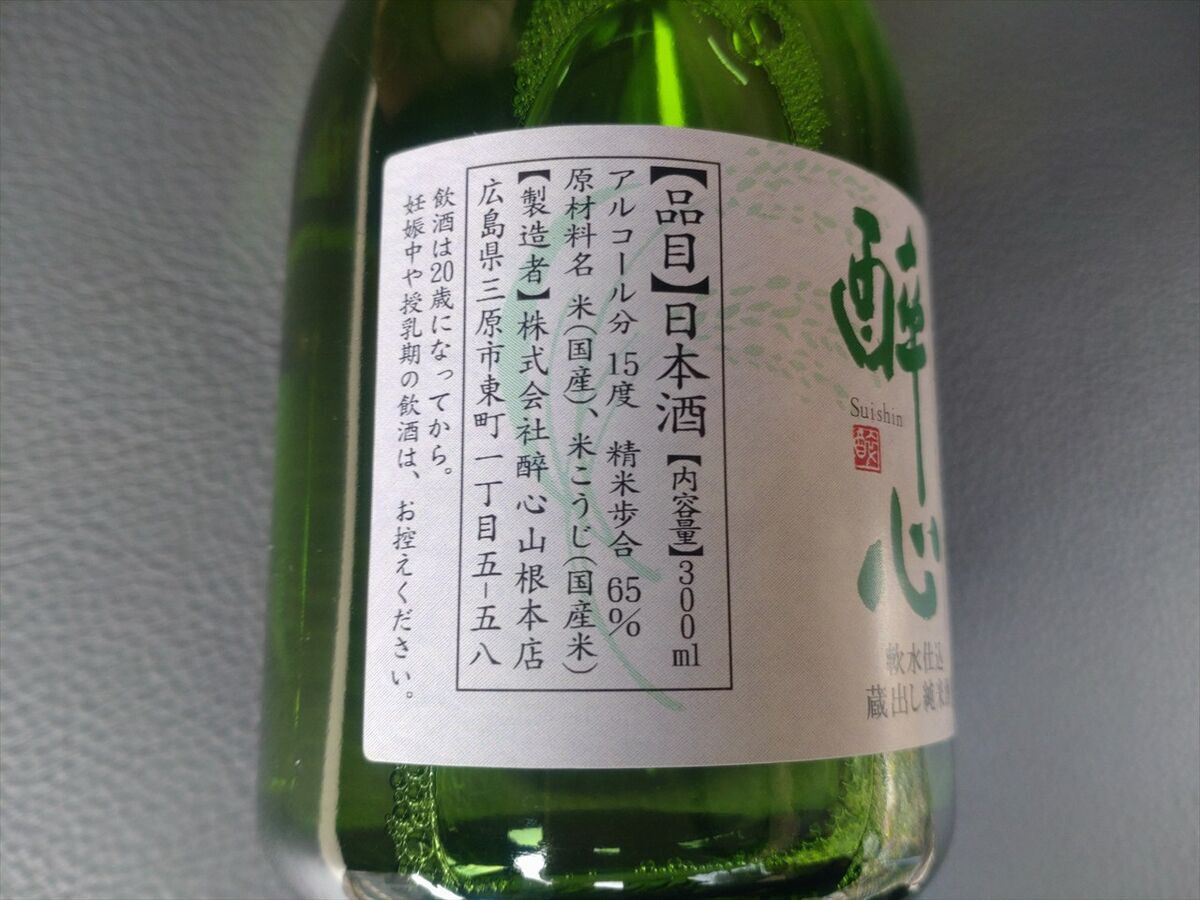 醉心
Suishin
軟水仕込
蔵出し純米酒
【品目】日本酒【内容量】300ml
アルコール分 15度 精米歩合 65%
原材料名 米(国産)、米こうじ(国産米)
【製造者】株式会社醉心山根本店
広島県三原市東町一丁目五−五八
飲酒は20歳になってから。
妊娠中や授乳期の飲酒は、お控えください。